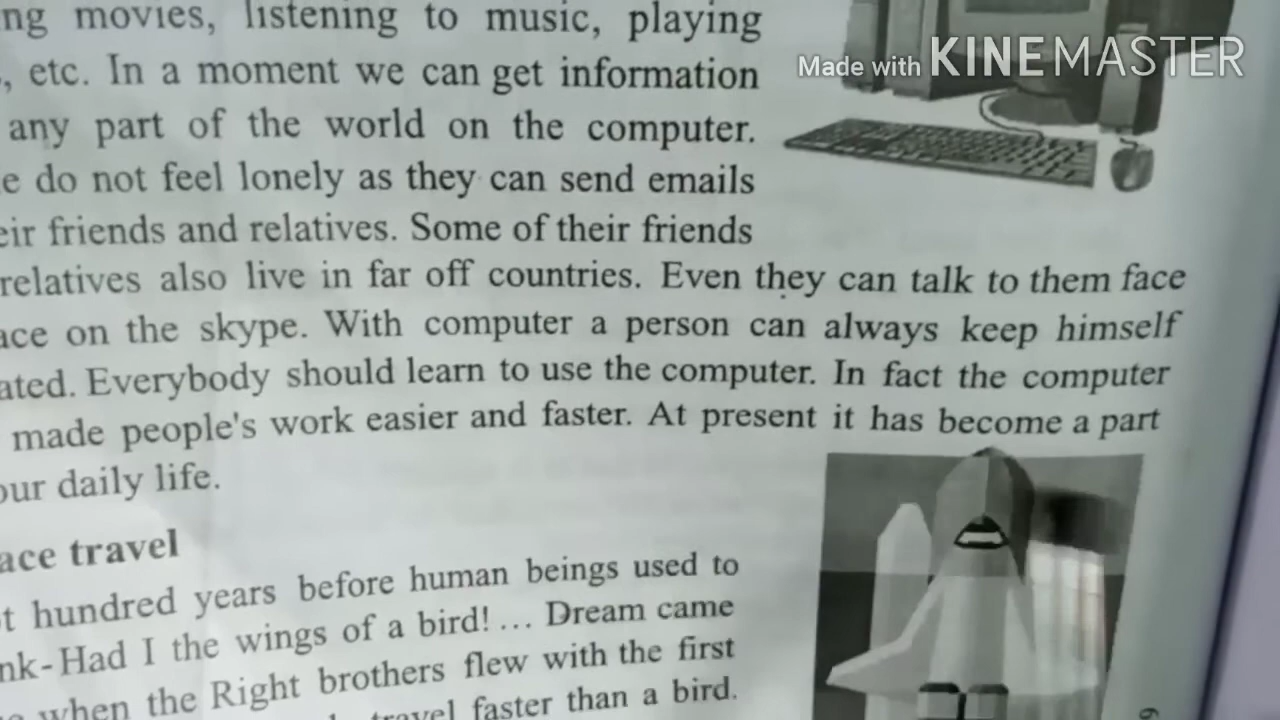 ng movies, listening to music, playing
Made with KINEMASTER
, etc. In a moment we can get information
any part of the world on the computer.
e do not feel lonely as they can send emails
eir friends and relatives. Some of their friends
relatives also live in far off countries. Even they can talk to them face
ace on the skype. With computer a person can always keep himself
ated. Everybody should learn to use the computer. In fact the computer
made people's work easier and faster. At present it has become a part
our daily life.
ace travel
t hundred years before human beings used to
nk-Had I the wings of a bird!... Dream came
when the Right brothers flew with the first
travel faster than a bird.